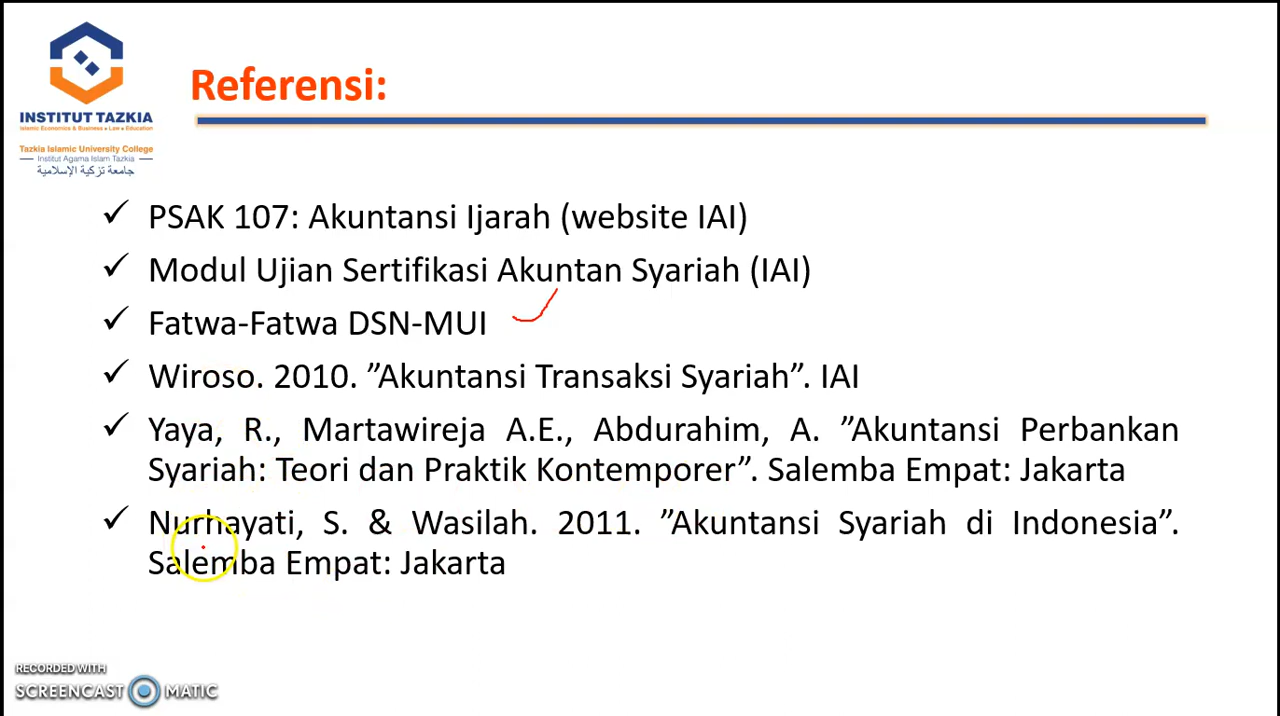 INSTITUT TAZKIA
Islamic Economics & Business • Law • Education
Tazkia Islamic University College
Institut Agama Islam Tazkia
جامعة تزكية الإسلامية
Referensi:
PSAK 107: Akuntansi Ijarah (website IAI)
Modul Ujian Sertifikasi Akuntan Syariah (IAI)
Fatwa-Fatwa DSN-MUI
Wiroso. 2010. ”Akuntansi Transaksi Syariah”. IAI
Yaya, R., Martawireja A.E., Abdurahim, A. ”Akuntansi Perbankan
Syariah: Teori dan Praktik Kontemporer”. Salemba Empat: Jakarta
Nurhayati, S. & Wasilah. 2011. ”Akuntansi Syariah di Indonesia”.
Salemba Empat: Jakarta
RECORDED WITH
SCREENCAST MATIC